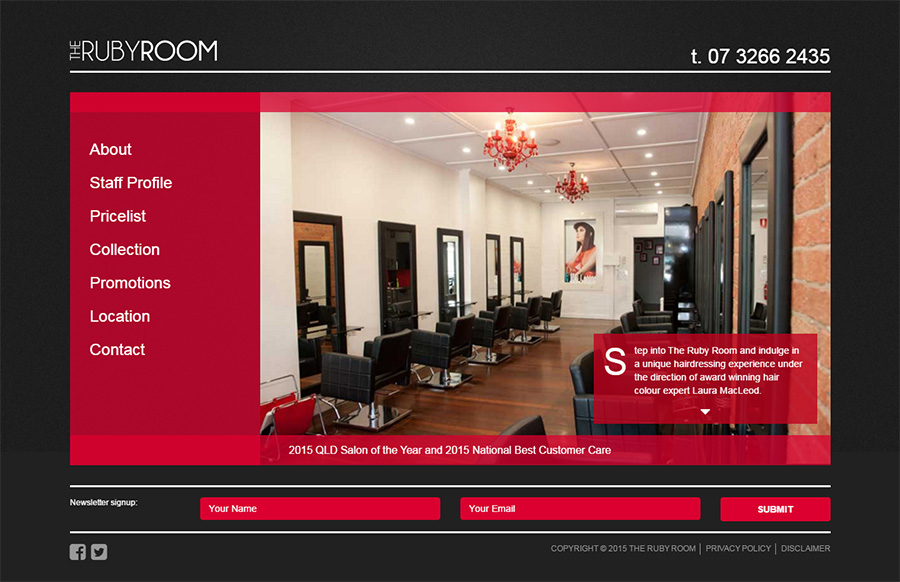 THE RUBYROOM
t. 07 3266 2435
About
Staff Profile
Pricelist
Collection
Promotions
Location
Contact
Step into The Ruby Room and indulge in
a unique hairdressing experience under
the direction of award winning hair
colour expert Laura MacLeod.
2015 QLD Salon of the Year and 2015 National Best Customer Care
Newsletter signup:
Your Name
Your Email
SUBMIT
COPYRIGHT © 2015 THE RUBY ROOM | PRIVACY POLICY | DISCLAIMER